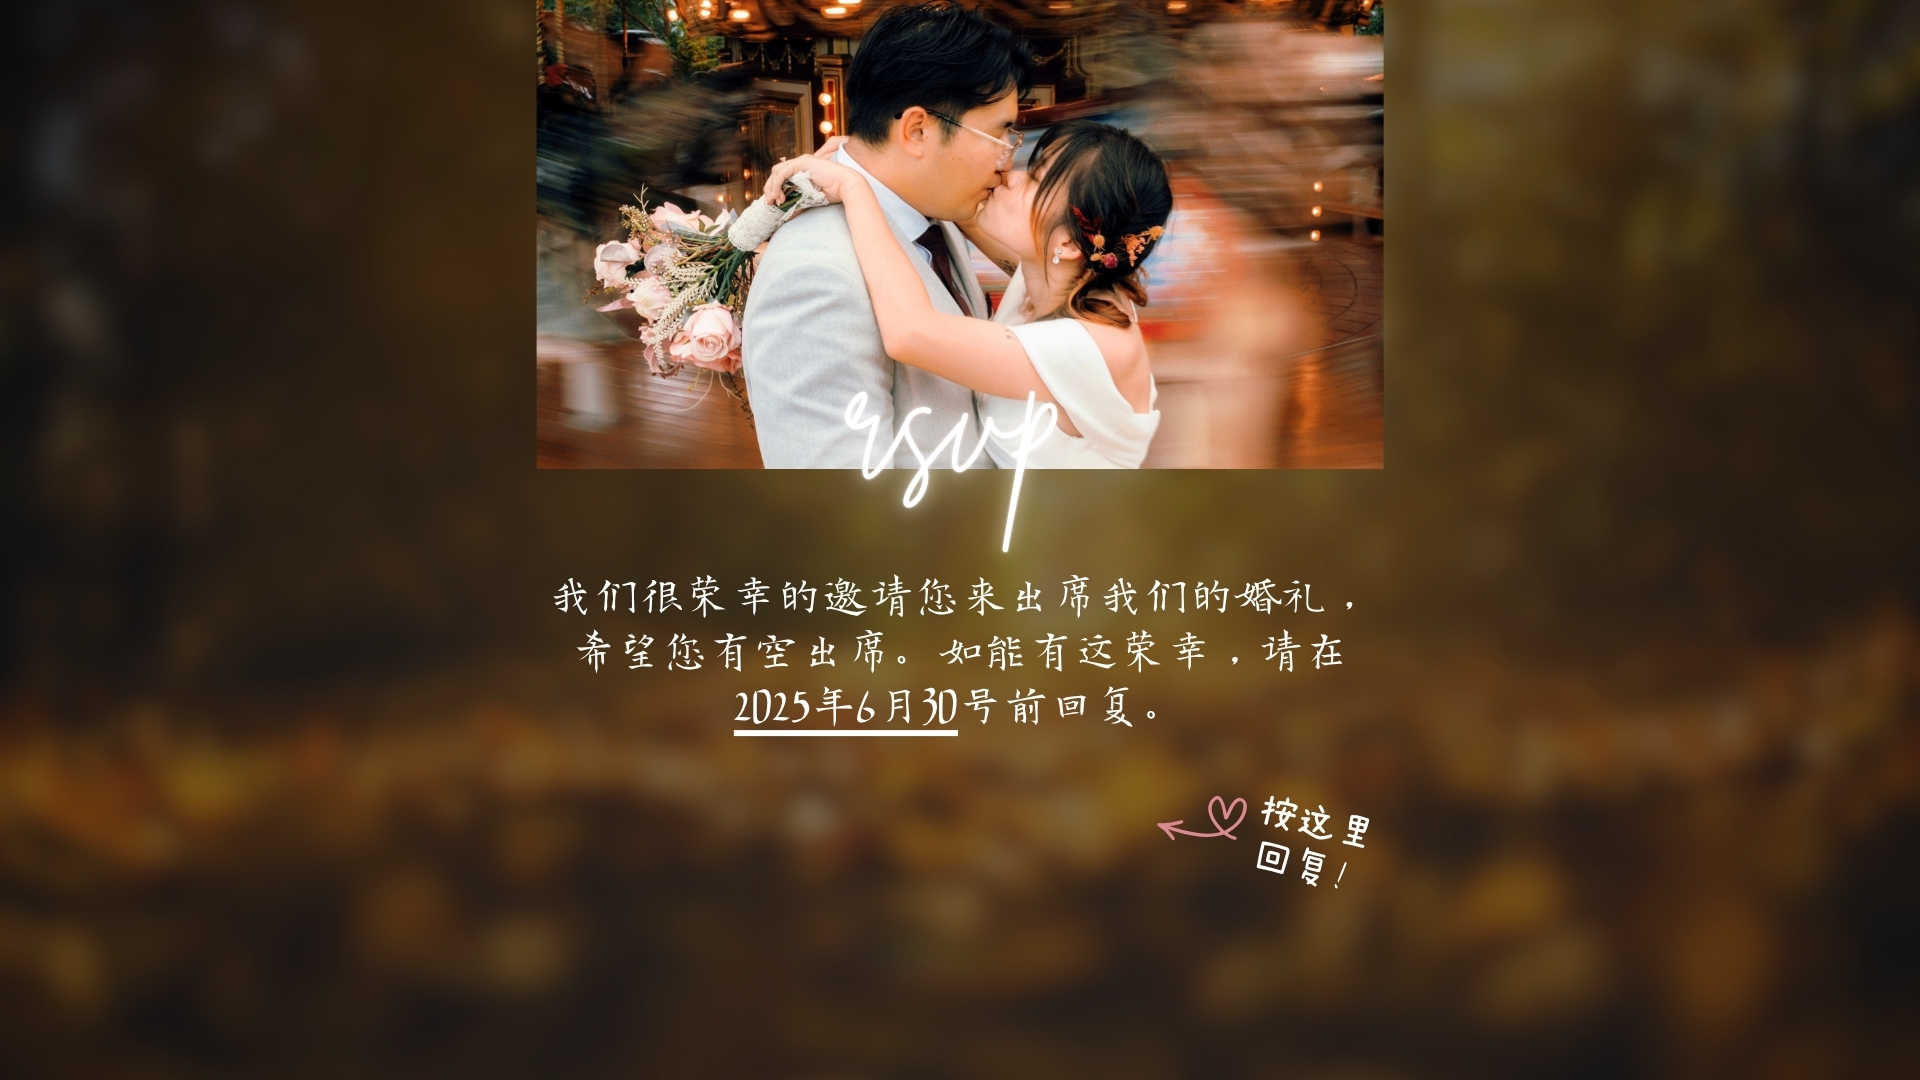 rsvp
我们很荣幸的邀请您来出席我们的婚礼，
希望您有空出席。如能有这荣幸，请在
2025年6月30号前回复。
按这里
回复！